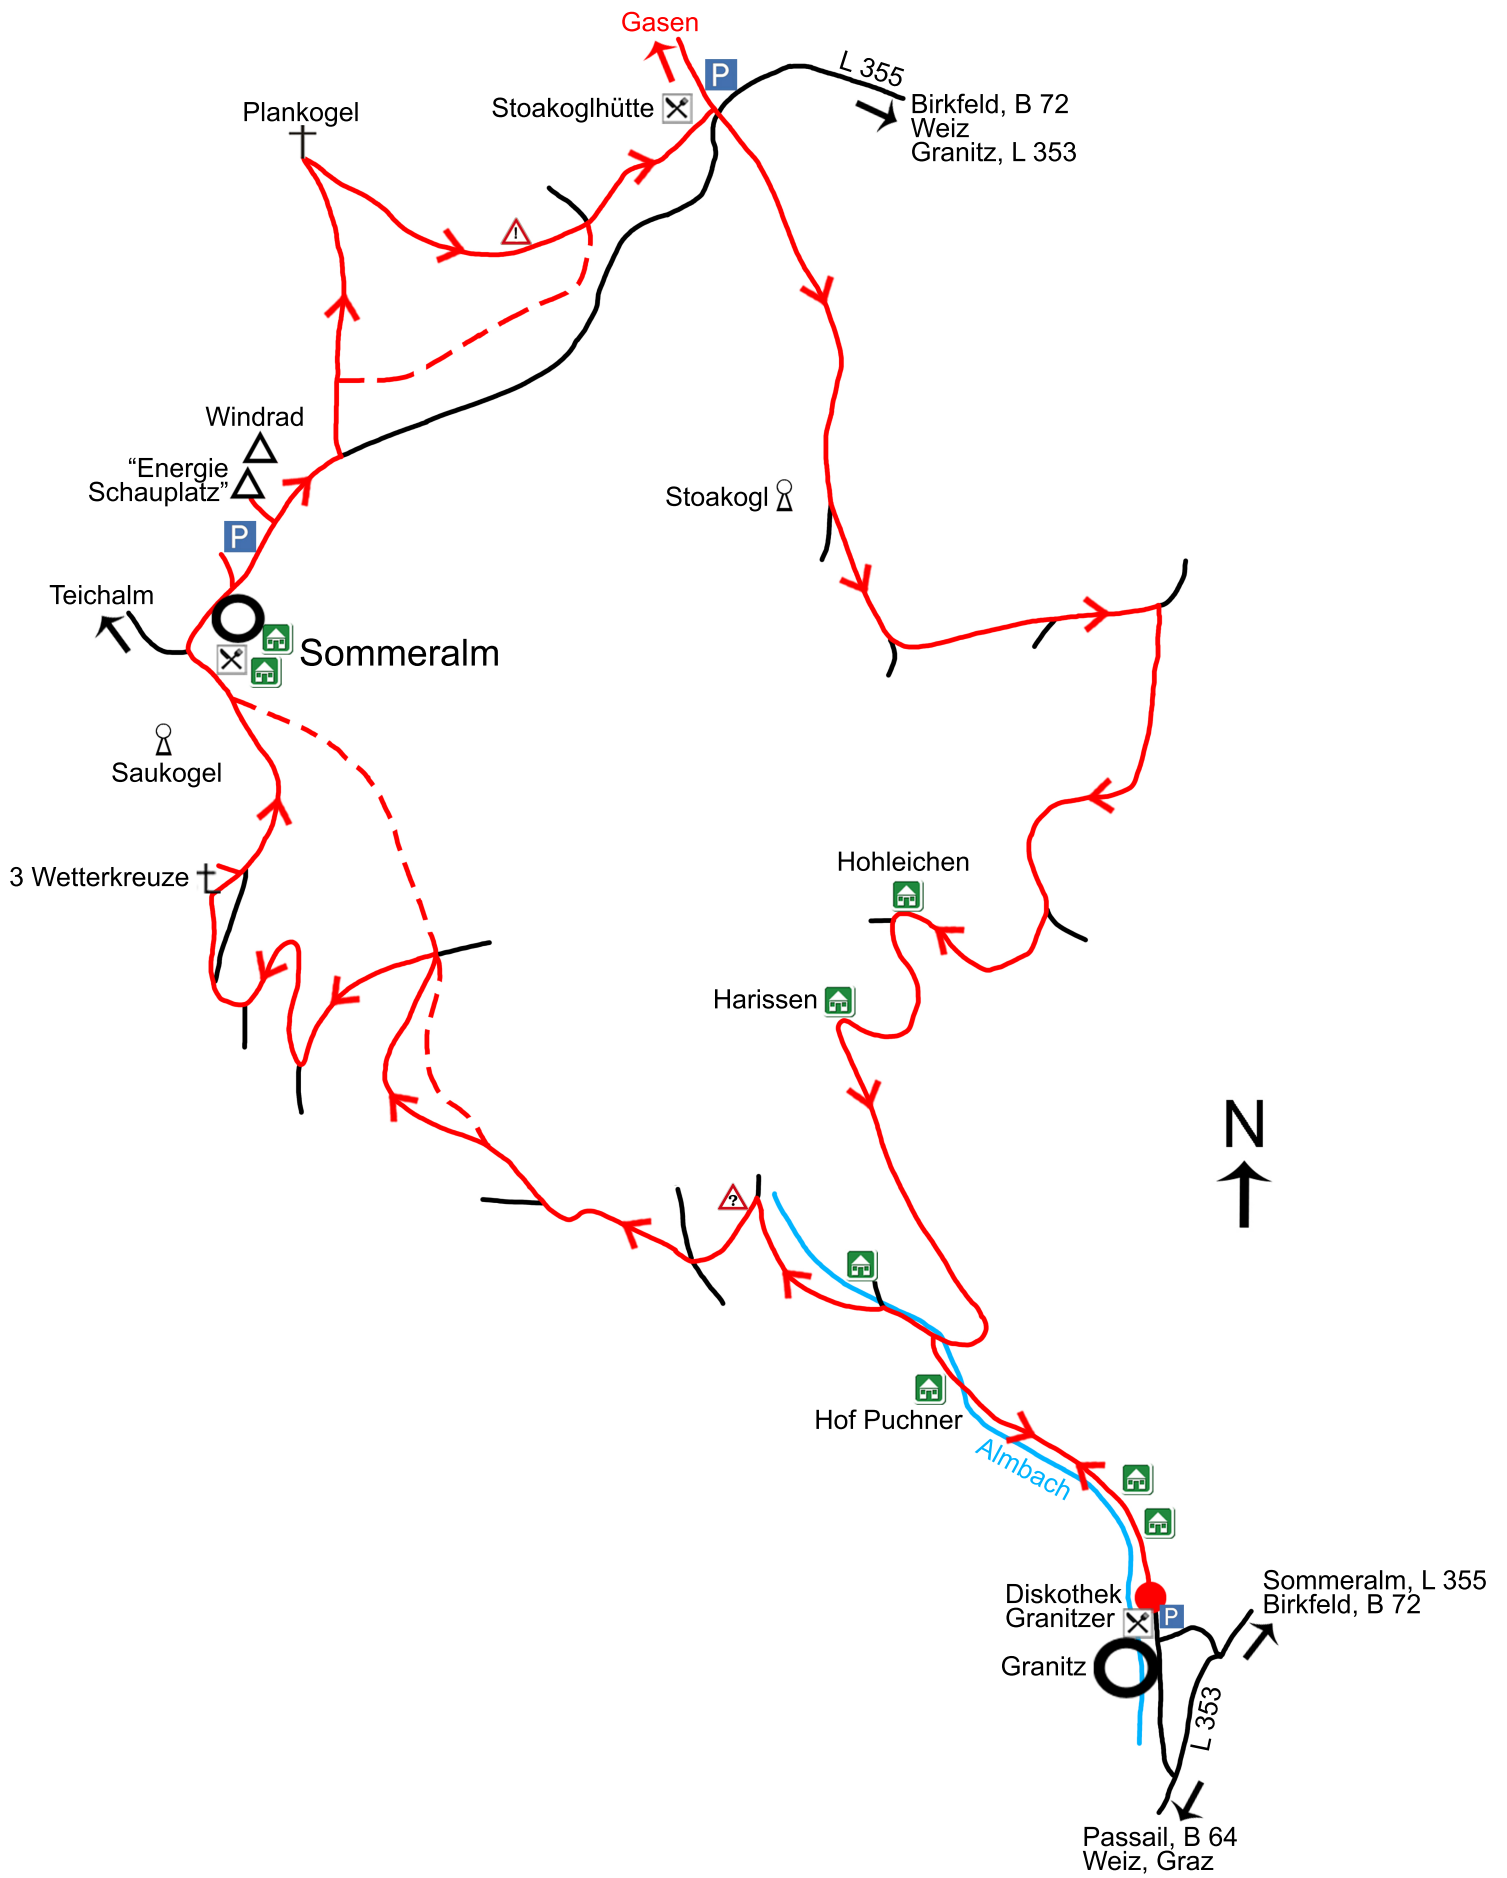 Gasen
P
L 355
Stoakoglhütte
Birkfeld, B 72
Weiz
Granitz, L 353
Plankogel
!
Windrad
“Energie
Schauplatz”
P
Stoakogl
Teichalm
Sommeralm
Saukogel
3 Wetterkreuze
Hohleichen
Harissen
N
?
Hof Puchner
Almbach
Diskothek
Granitzer
P
Sommeralm, L 355
Birkfeld, B 72
Granitz
L 353
Passail, B 64
Weiz, Graz